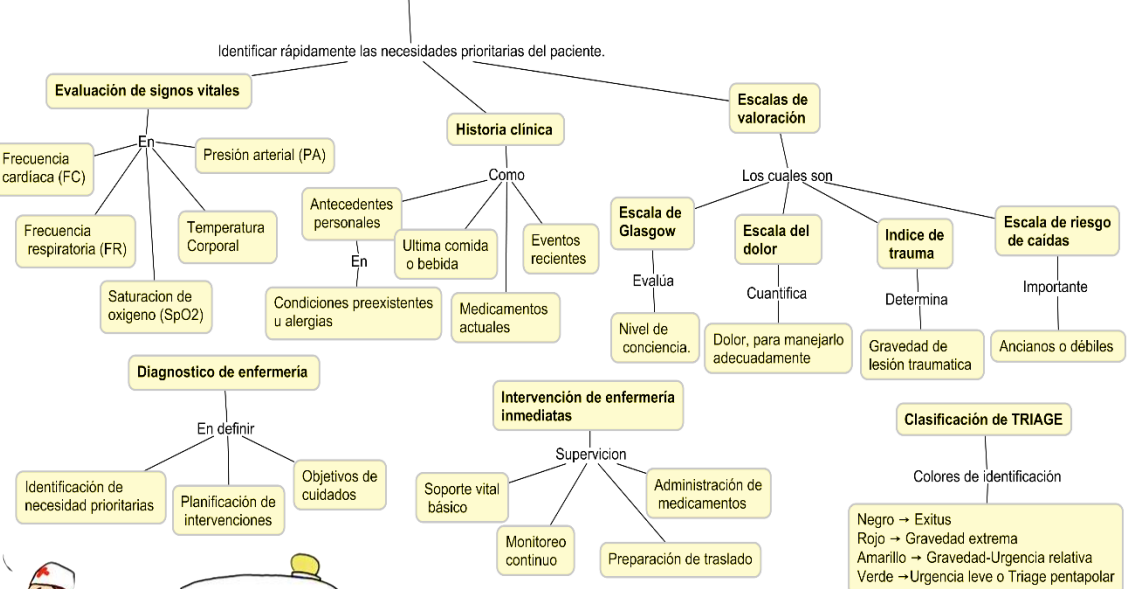 Identificar rápidamente las necesidades prioritarias del paciente.
Evaluación de signos vitales
En
Frecuencia
cardíaca (FC)
Presión arterial (PA)
Frecuencia
respiratoria (FR)
Temperatura
Corporal
Saturacion de
oxigeno (SpO2)
Historia clínica
Como
Antecedentes
personales
En
Condiciones preexistentes
u alergias
Ultima comida
o bebida
Medicamentos
actuales
Eventos
recientes
Escalas de
valoración
Los cuales son
Escala de
Glasgow
Evalúa
Nivel de
conciencia.
Escala del
dolor
Cuantifica
Dolor, para manejarlo
adecuadamente
Indice de
trauma
Determina
Gravedad de
lesión traumatica
Escala de riesgo
de caídas
Importante
Ancianos o débiles
Diagnostico de enfermería
En definir
Identificación de
necesidad prioritarias
Planificación de
intervenciones
Objetivos de
cuidados
Intervención de enfermería
inmediatas
Supervicion
Soporte vital
básico
Monitoreo
continuo
Preparación de traslado
Administración de
medicamentos
Clasificación de TRIAGE
Colores de identificación
Negro → Exitus
Rojo → Gravedad extrema
Amarillo → Gravedad-Urgencia relativa
Verde →Urgencia leve o Triage pentapolar